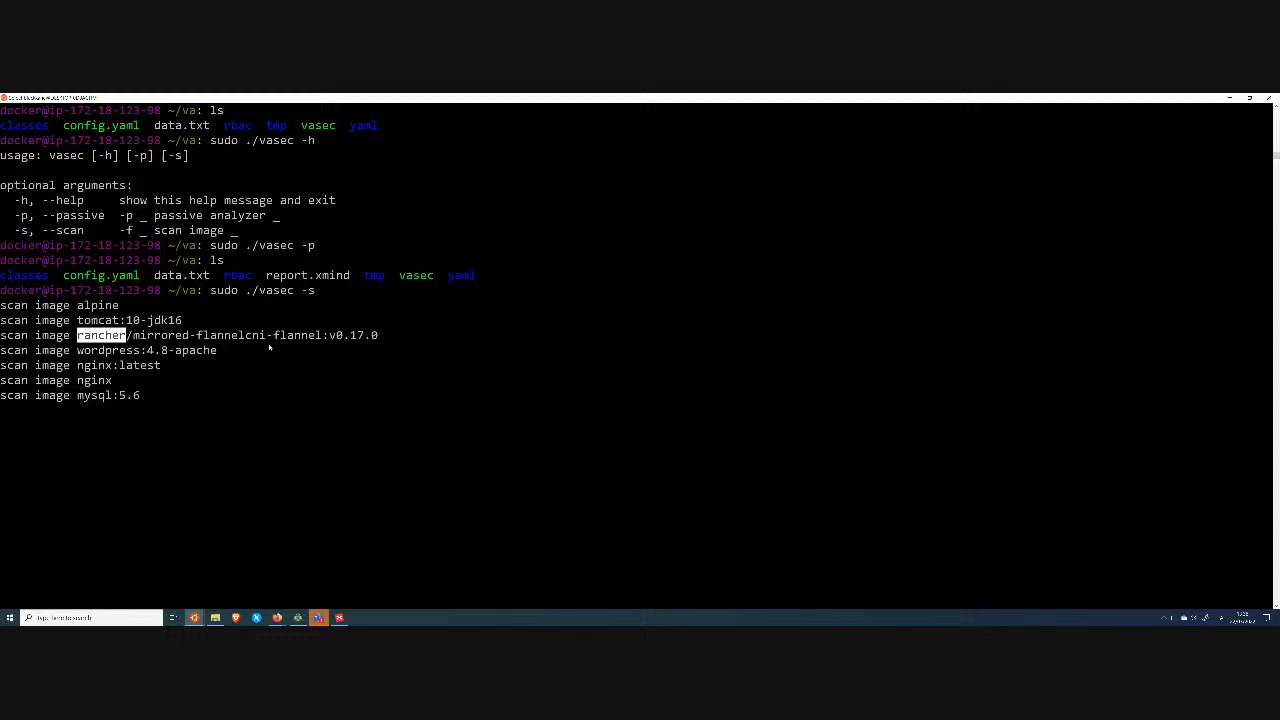 docker@ip-172-18-123-98 ~/va: ls
classes config.yaml data.txt rbac tmp vasec yaml
docker@ip-172-18-123-98 ~/va: sudo ./vasec -h
usage: vasec [-h] [-p] [-s]
optional arguments:
-h, --help show this help message and exit
-p, --passive -p _ passive analyzer _
-s, --scan -f _ scan image _
docker@ip-172-18-123-98 ~/va: sudo ./vasec -p
docker@ip-172-18-123-98 ~/va: ls
classes config.yaml data.txt rbac report.xmind tmp vasec yaml
docker@ip-172-18-123-98 ~/va: sudo ./vasec -s
scan image alpine
scan image tomcat:10-jdk16
scan image rancher/mirrored-flannelcni-flannel:v0.17.0
scan image wordpress:4.8-apache
scan image nginx:latest
scan image nginx
scan image mysql:5.6
Type here to search